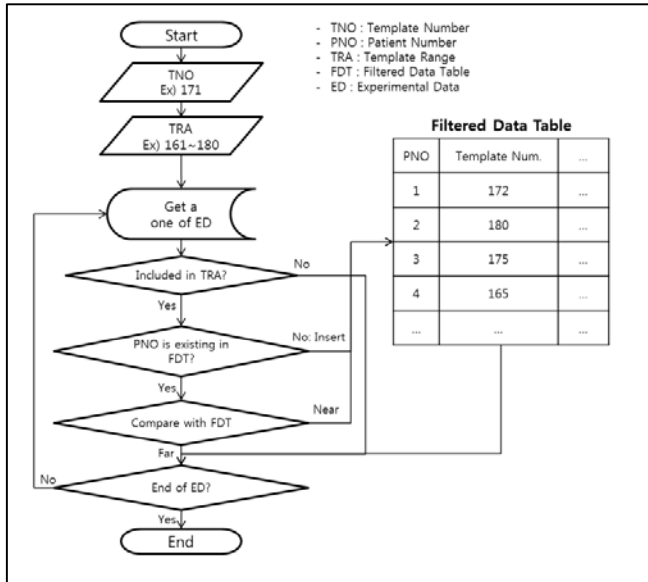 Start
- TNO : Template Number
- PNO : Patient Number
- TRA : Template Range
- FDT : Filtered Data Table
- ED : Experimental Data
TNO
Ex) 171
TRA
Ex) 161~180
Filtered Data Table
PNO Template Num. ...
1 172
2 180 ...
3 175 ...
4 165 ...
... ... ...
Get a
one of ED
Included in TRA?
No
Yes
PNO is existing in
FDT?
No: Insert
Yes
Compare with FDT
Near
Far
End of ED?
No
Yes
End